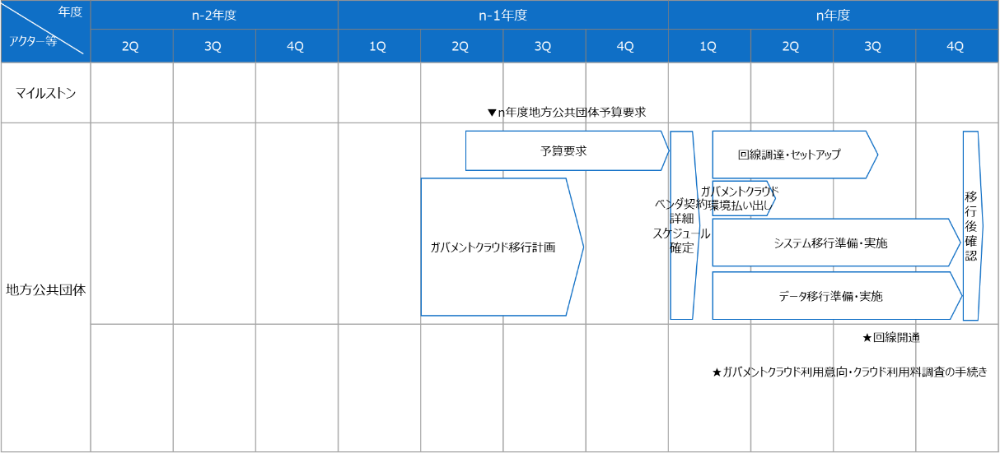 年度
アクター等
n-2年度
n-1年度
n年度
2Q
3Q
4Q
1Q
2Q
3Q
4Q
1Q
2Q
3Q
4Q
マイルストン
▼n年度地方公共団体予算要求
地方公共団体
予算要求
ガバメントクラウド移行計画
ベンダ契約
詳細
スケジュール
確定
回線調達・セットアップ
ガバメントクラウド
環境払い出し
システム移行準備・実施
データ移行準備・実施
移行後確認
★回線開通
★ガバメントクラウド利用意向・クラウド利用料調査の手続き